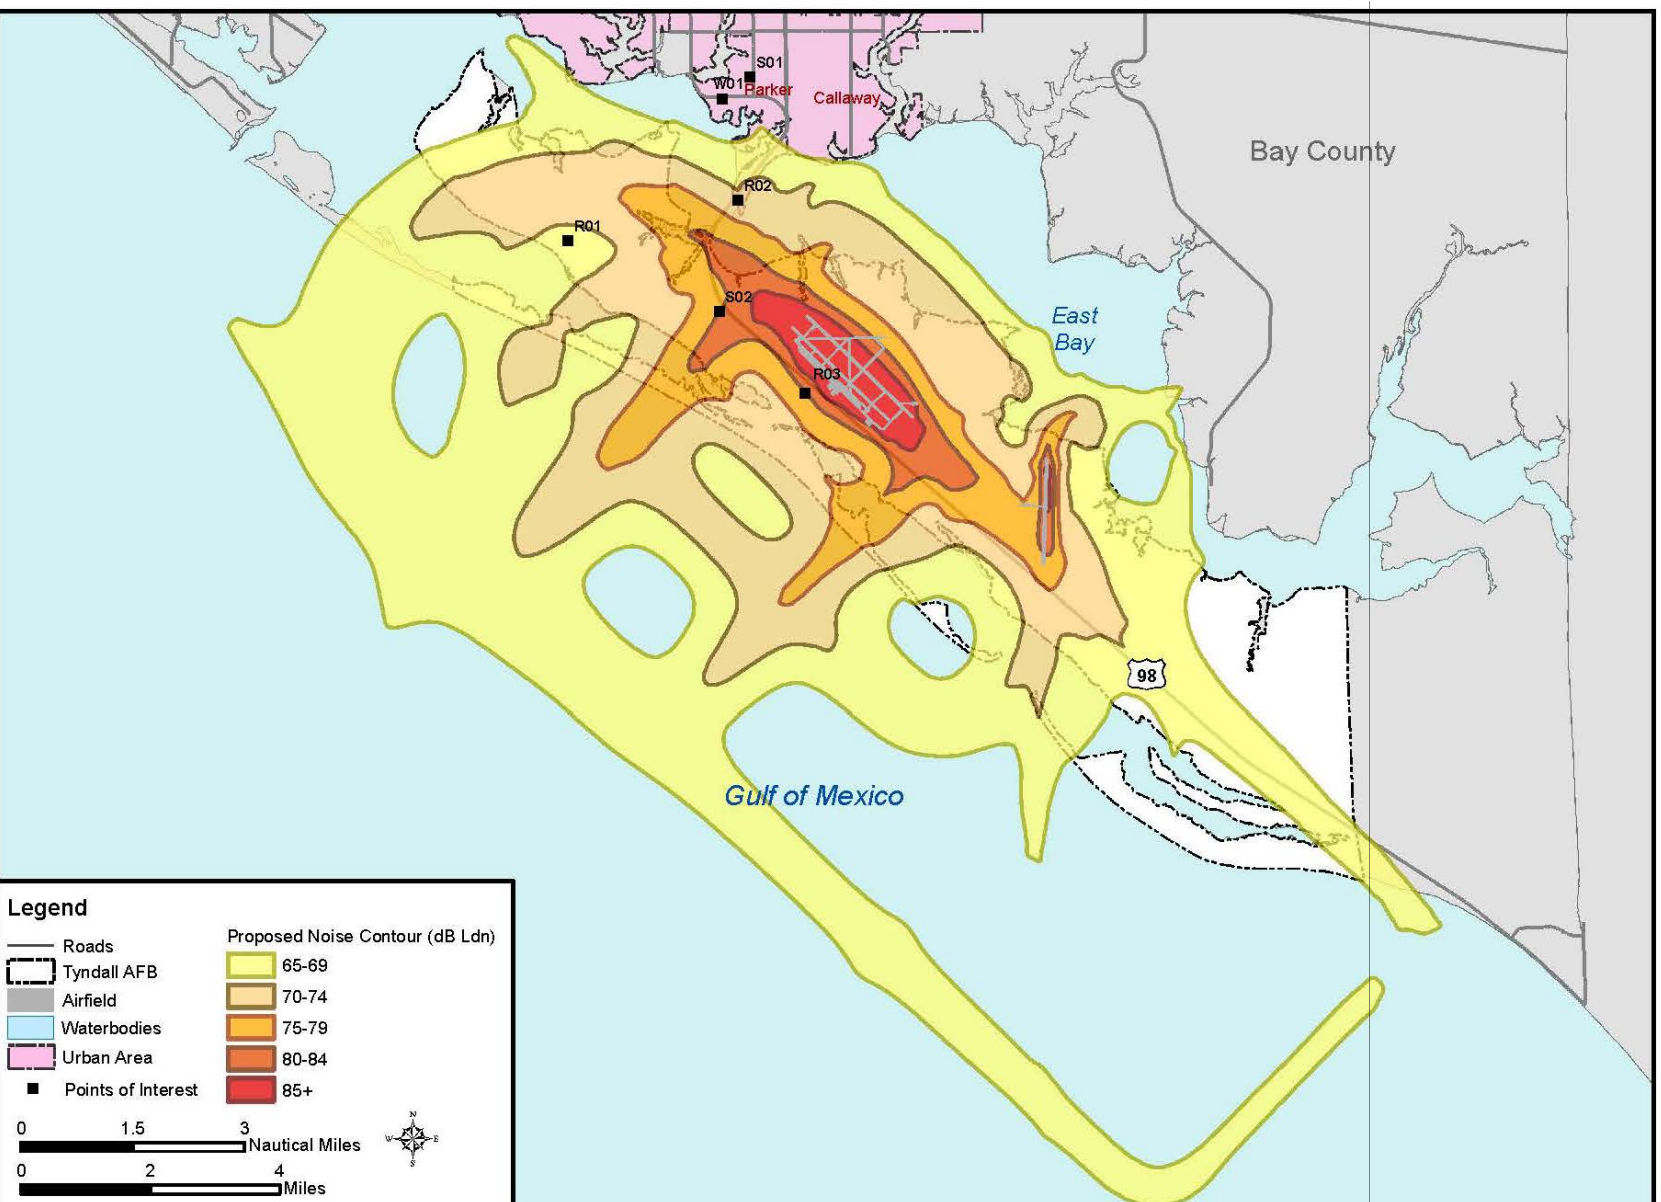 S01
W01
Parker
Callaway
Bay County
R02
R01
East
Bay
S02
R03
98
Gulf of Mexico
Legend
Roads
Tyndall AFB
Airfield
Waterbodies
Urban Area
Points of Interest
Proposed Noise Contour (dB Ldn)
65-69
70-74
75-79
80-84
85+
0 1.5 3
Nautical Miles
0 2 4
Miles
N
W E
S